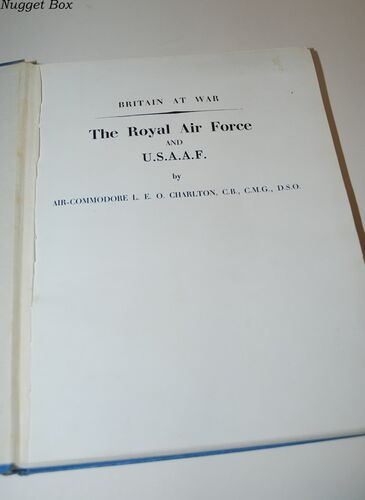 Nugget Box
BRITAIN AT WAR
The Royal Air Force
AND
U.S.A.A.F.
by
AIR-COMMODORE L. E. O. CHARLTON, C.B., C.M.G., D.S.O.